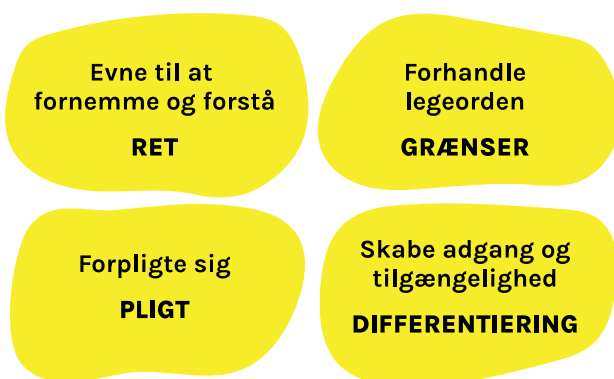 Evne til at
fornemme og forstå
RET
Forhandle
legeorden
GRÆNSER
Forpligte sig
PLIGT
Skabe adgang og
tilgængelighed
DIFFERENTIERING